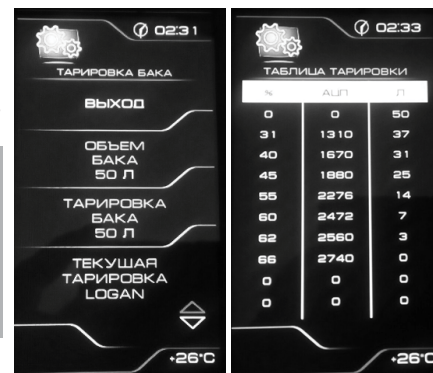 02:31
ТАРИРОВКА БАКА
ВЫХОД
ОБЪЕМ
БАКА
50 Л
ТАРИРОВКА
БАКА
50 Л
ТЕКУЩАЯ
ТАРИРОВКА
LOGAN
+26°C
02:33
ТАБЛИЦА ТАРИРОВКИ
% АЦП Л
0 0 50
31 1310 37
40 1670 31
45 1880 25
55 2276 14
60 2472 7
62 2560 3
66 2740 0
0 0 0
0 0 0
+26°C